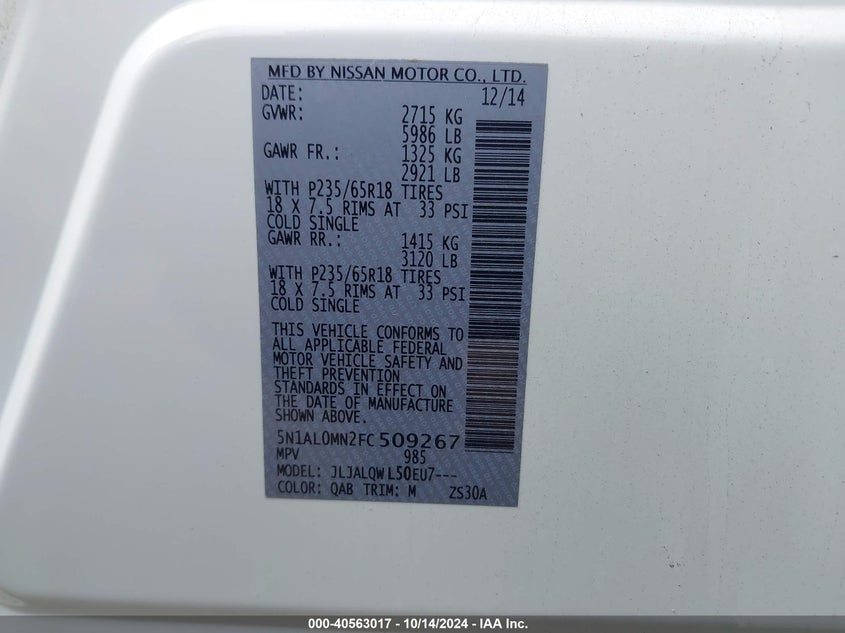 MFD BY NISSAN MOTOR CO., LTD.
DATE: 12/14
GVWR: 2715 KG
5986 LB
GAWR FR.: 1325 KG
2921 LB
WITH P235/65R18 TIRES
18 X 7.5 RIMS AT 33 PSI
COLD SINGLE
GAWR RR.: 1415 KG
3120 LB
WITH P235/65R18 TIRES
18 X 7.5 RIMS AT 33 PSI
COLD SINGLE
THIS VEHICLE CONFORMS TO
ALL APPLICABLE FEDERAL
MOTOR VEHICLE SAFETY AND
THEFT PREVENTION
STANDARDS IN EFFECT ON
THE DATE OF MANUFACTURE
SHOWN ABOVE.
5N1AL0MN2FC509267
MPV 985
MODEL: JLJALQWL50EU7---
COLOR: QAB TRIM: M ZS30A
000-40563017 - 10/14/2024 - IAA Inc.